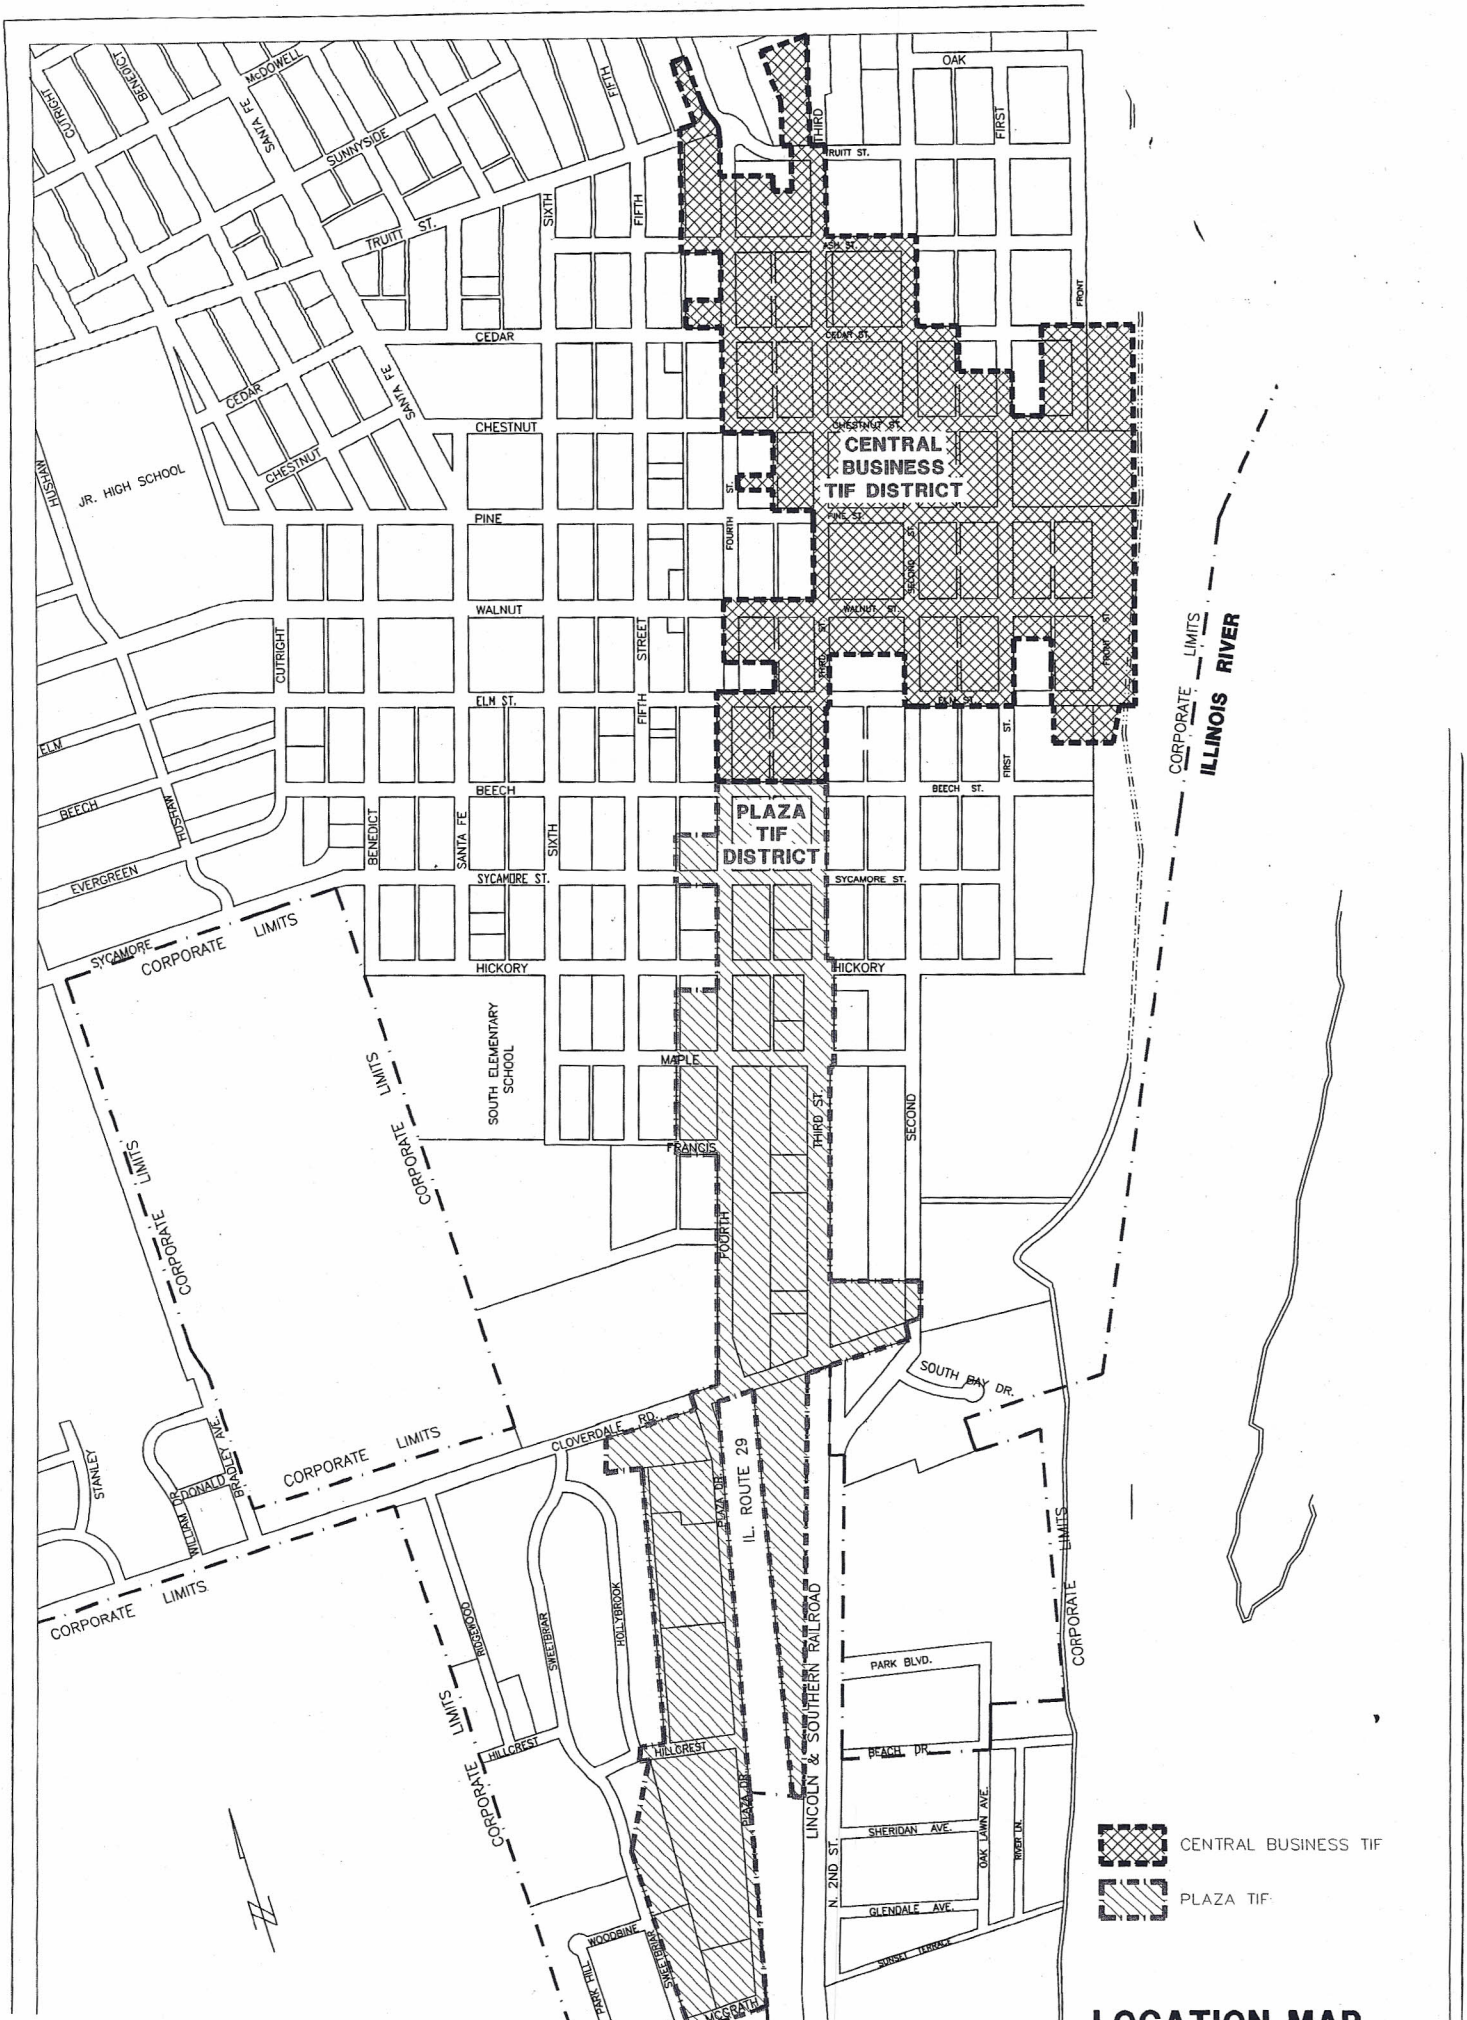 OAK
McDOWELL
BENEDICT
CUTRIGHT
SANTA FE
SUNNYSIDE
FIFTH
THIRD
FIRST
TRUITT ST.
RUITT ST.
SIXTH
FIFTH
ASH ST.
FRONT
CEDAR
CEDAR ST.
CEDAR
SANTA FE
CHESTNUT
CHESTNUT ST.
CENTRAL
BUSINESS
TIF DISTRICT
HUSHAW
JR. HIGH SCHOOL
CHESTNUT
ST.
FOURTH
PINE
PINE ST.
ST.
SECOND
WALNUT
WALNUT ST.
CUTRIGHT
STREET
FIFTH
ST.
THIRD
ST.
FRONT
CORPORATE LIMITS
ILLINOIS RIVER
ELM ST.
ELM ST.
ELM
FIRST ST.
BEECH
BEECH ST.
BEECH
HUSHAW
PLAZA
TIF
DISTRICT
BENEDICT
SANTA FE
SIXTH
EVERGREEN
SYCAMORE ST.
SYCAMORE ST.
SYCAMORE
CORPORATE LIMITS
HICKORY
HICKORY
SOUTH ELEMENTARY
SCHOOL
MAPLE
CORPORATE LIMITS
CORPORATE LIMITS
THIRD ST.
SECOND
FRANCIS
FOURTH
SOUTH BAY DR.
CLOVERDALE RD.
CORPORATE LIMITS
STANLEY
WILLIAM DR
DONALD
BRADLEY AVE.
PLAZA DR.
IL. ROUTE 29
CORPORATE LIMITS
CORPORATE LIMITS
RIDGEWOOD
SWEETBRIAR
HOLLYBROOK
LINCOLN & SOUTHERN RAILROAD
PARK BLVD.
CORPORATE LIMITS
HILLCREST
HILLCREST
BEACH DR.
PLAZA DR.
SHERIDAN AVE.
OAK LAWN AVE.
RIVER LN.
N. 2ND ST.
CENTRAL BUSINESS TIF
PLAZA TIF
GLENDALE AVE.
WOODBINE
SWEETBRIAR
SUNSET TERRACE
PARK HILL
McGRATH
N
LOCATION MAP